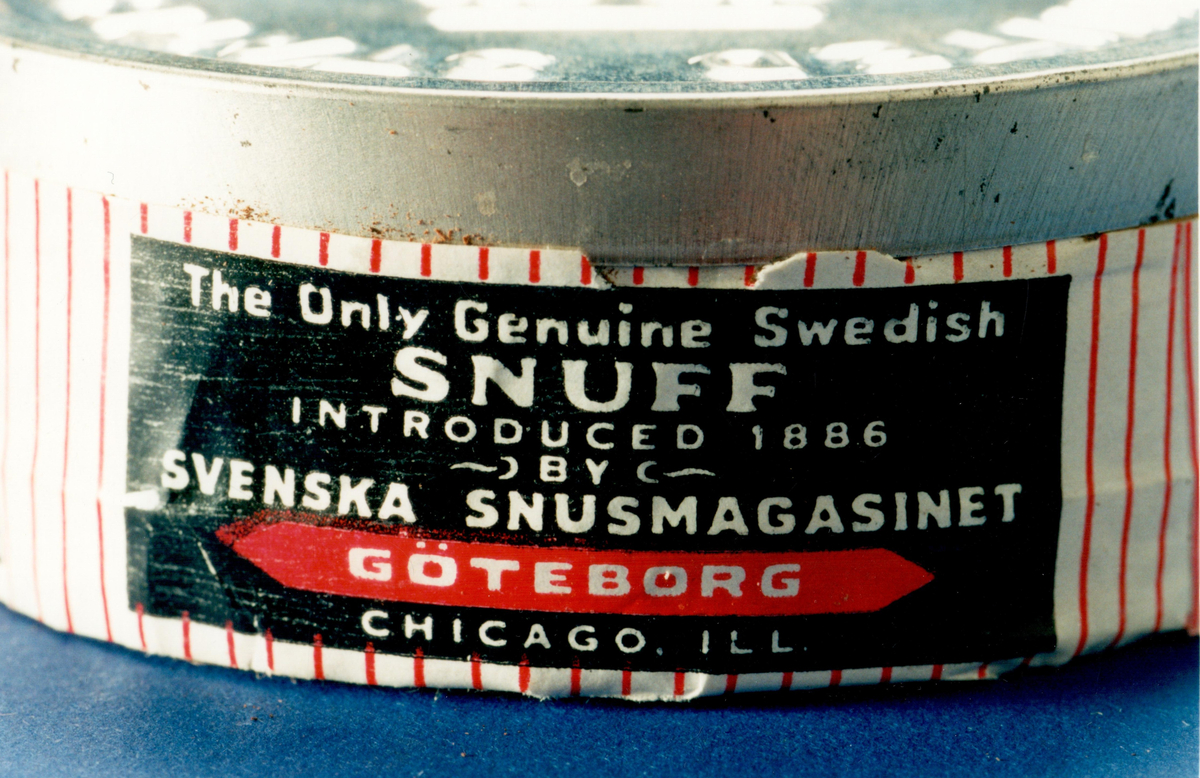 The Only Genuine Swedish
SNUFF
INTRODUCED 1886
BY
SVENSKA SNUSMAGASINET
GÖTEBORG
CHICAGO, ILL.